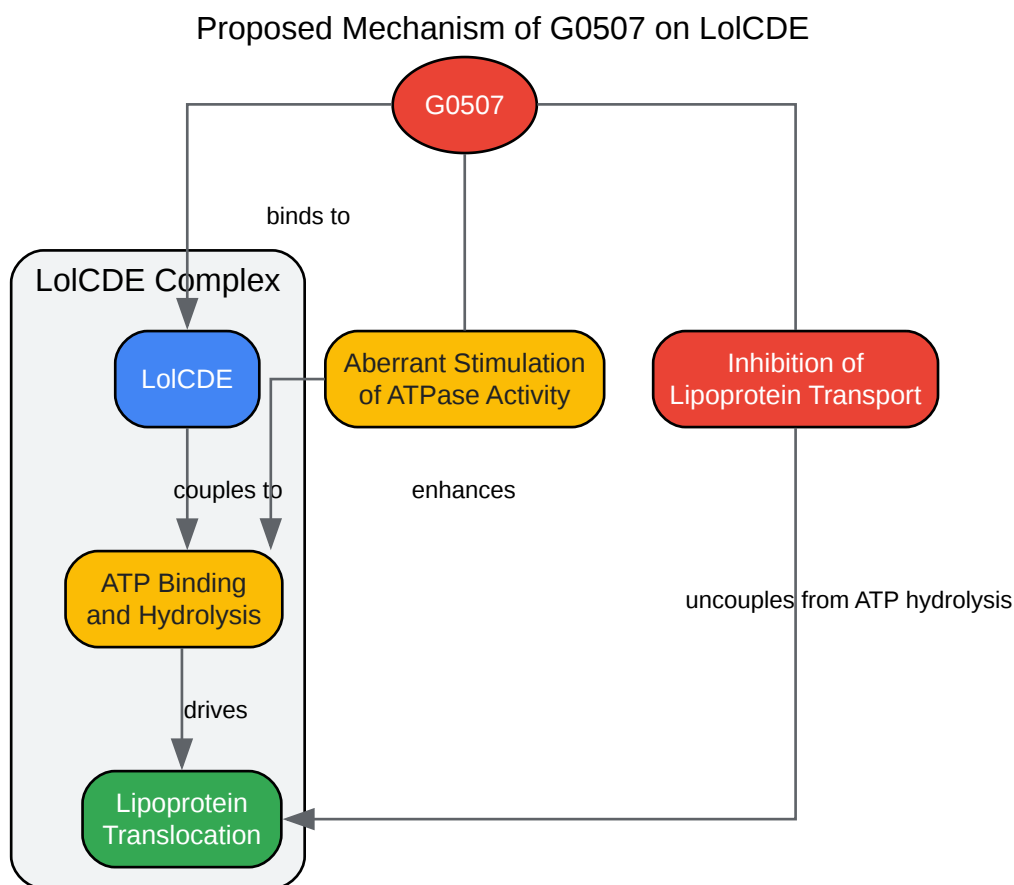 Proposed Mechanism of G0507 on LolCDE
G0507
binds to
LolCDE Complex
LolCDE
Aberrant Stimulation
of ATPase Activity
Inhibition of
Lipoprotein Transport
couples to
enhances
ATP Binding
and Hydrolysis
uncouples from ATP hydrolysis
drives
Lipoprotein
Translocation